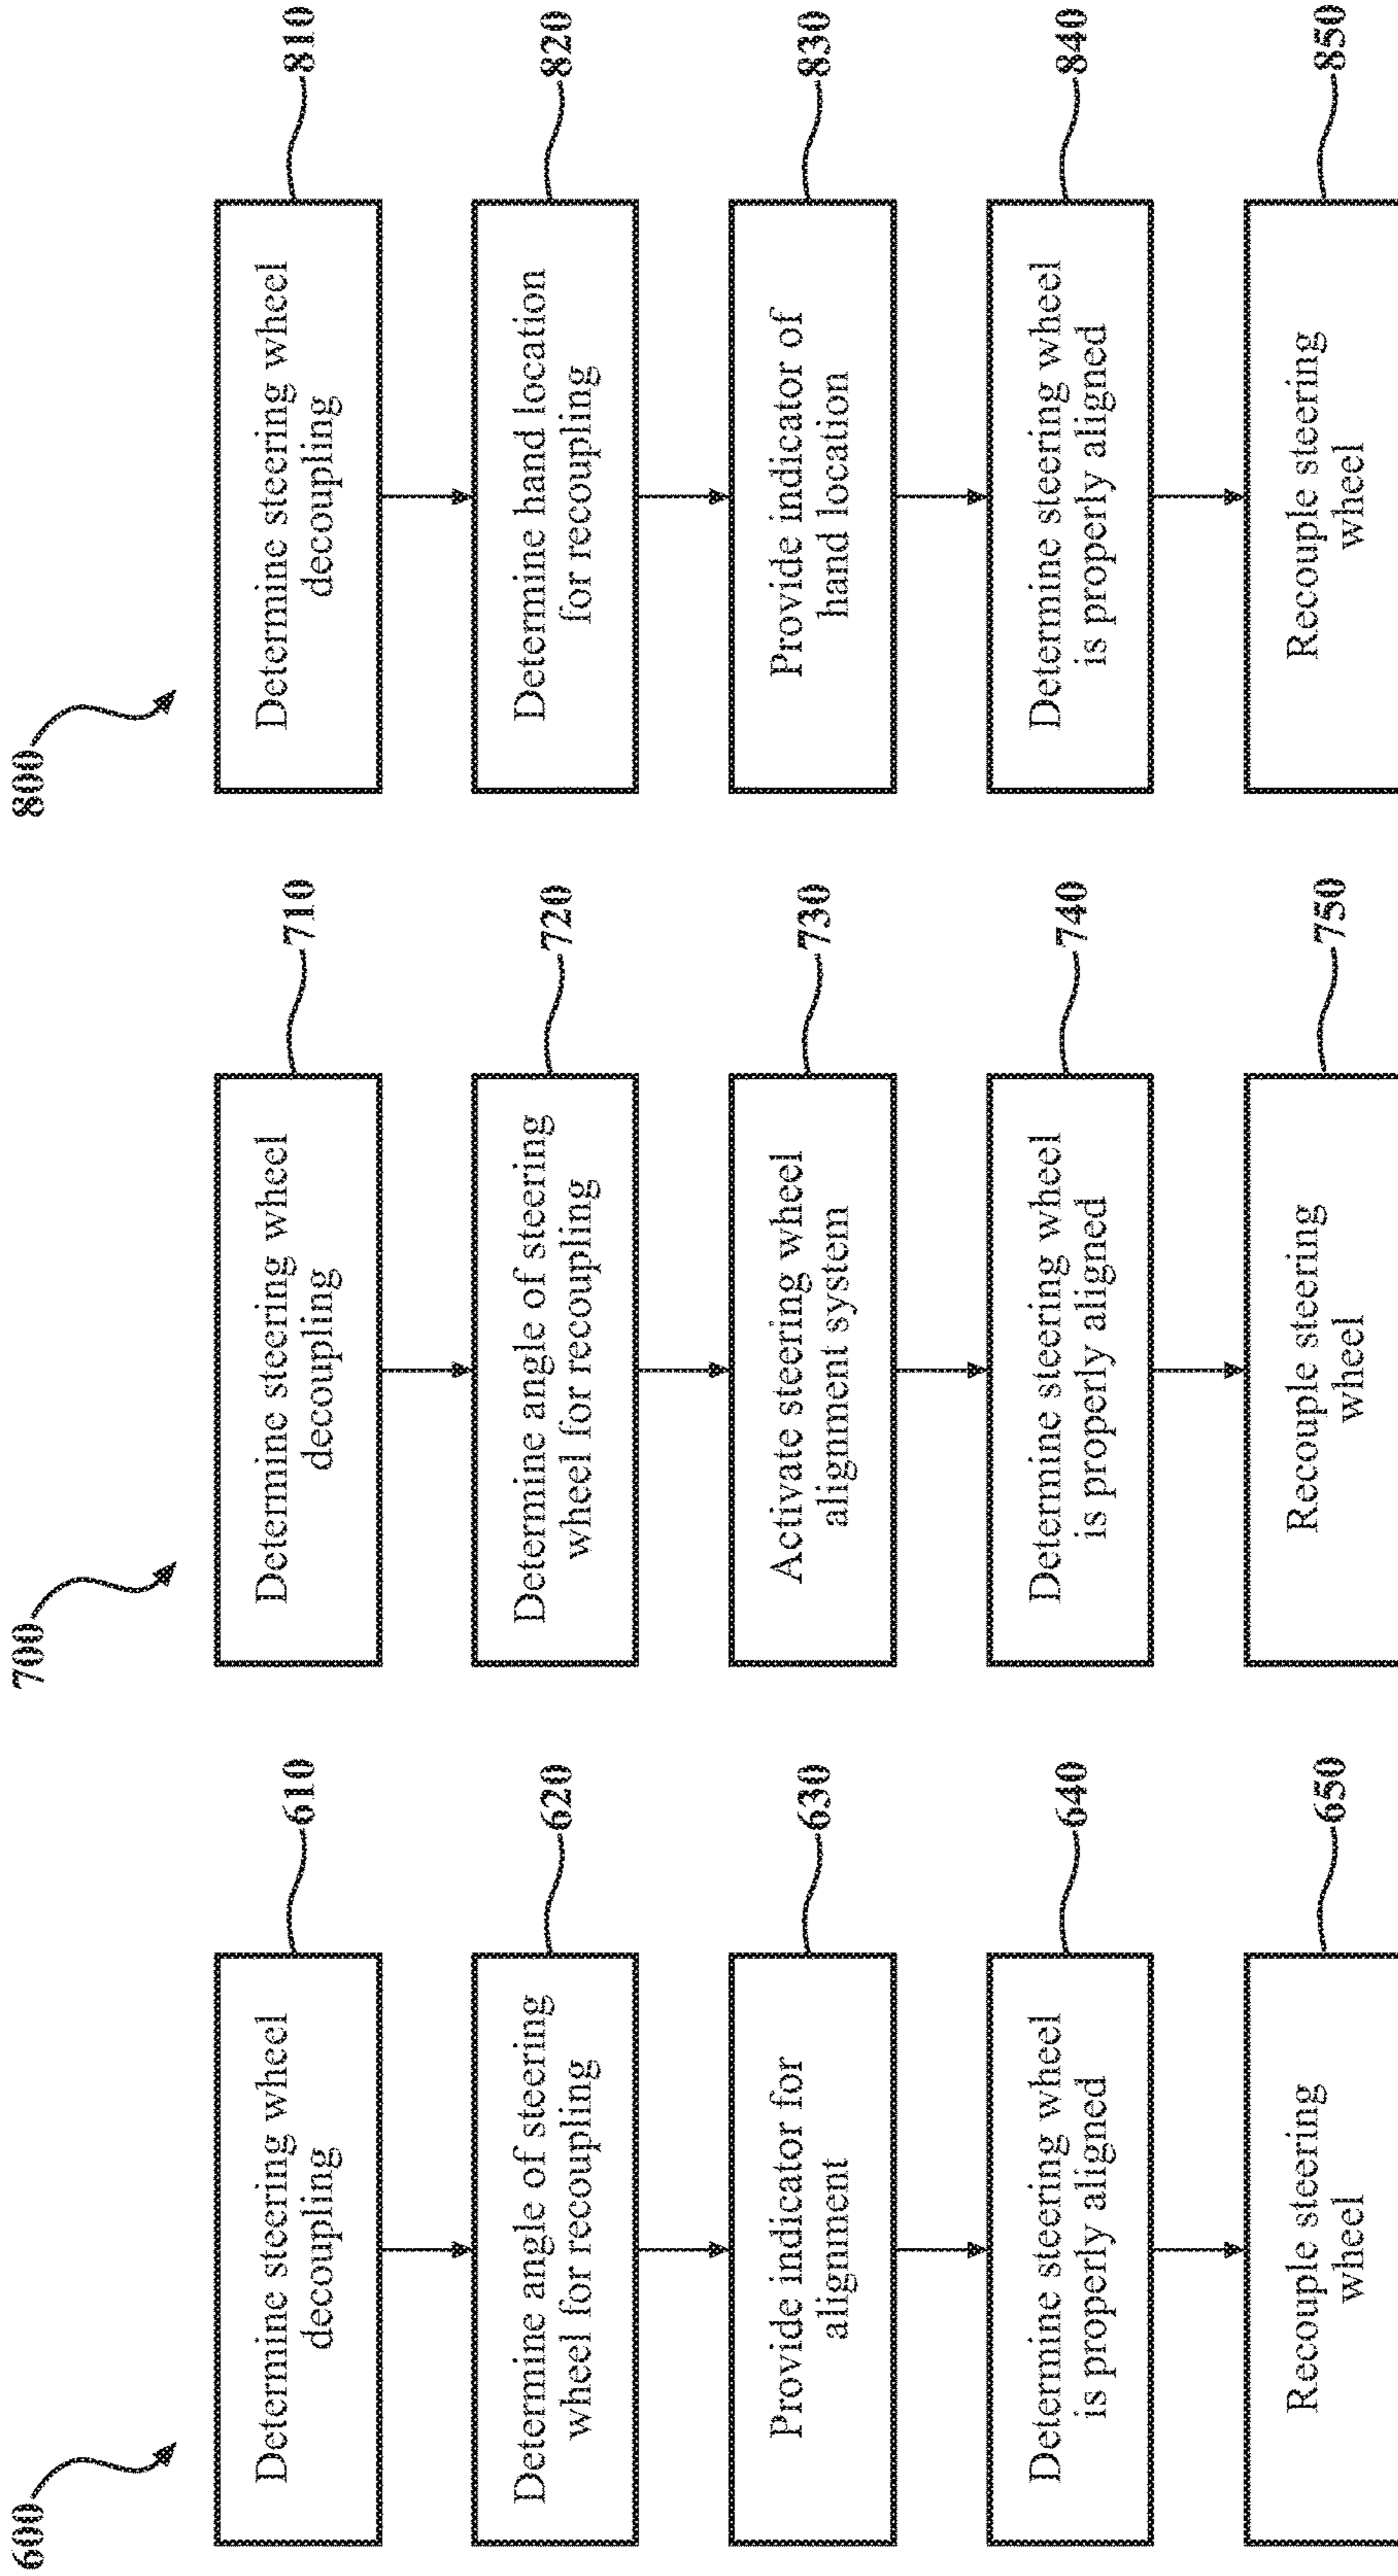 600
Determine steering wheel
decoupling
610
Determine angle of steering
wheel for recoupling
620
Provide indicator for
alignment
630
Determine steering wheel
is properly aligned
640
Recouple steering
wheel
650
700
Determine steering wheel
decoupling
710
Determine angle of steering
wheel for recoupling
720
Activate steering wheel
alignment system
730
Determine steering wheel
is properly aligned
740
Recouple steering
wheel
750
800
Determine steering wheel
decoupling
810
Determine hand location
for recoupling
820
Provide indicator of
hand location
830
Determine steering wheel
is properly aligned
840
Recouple steering
wheel
850